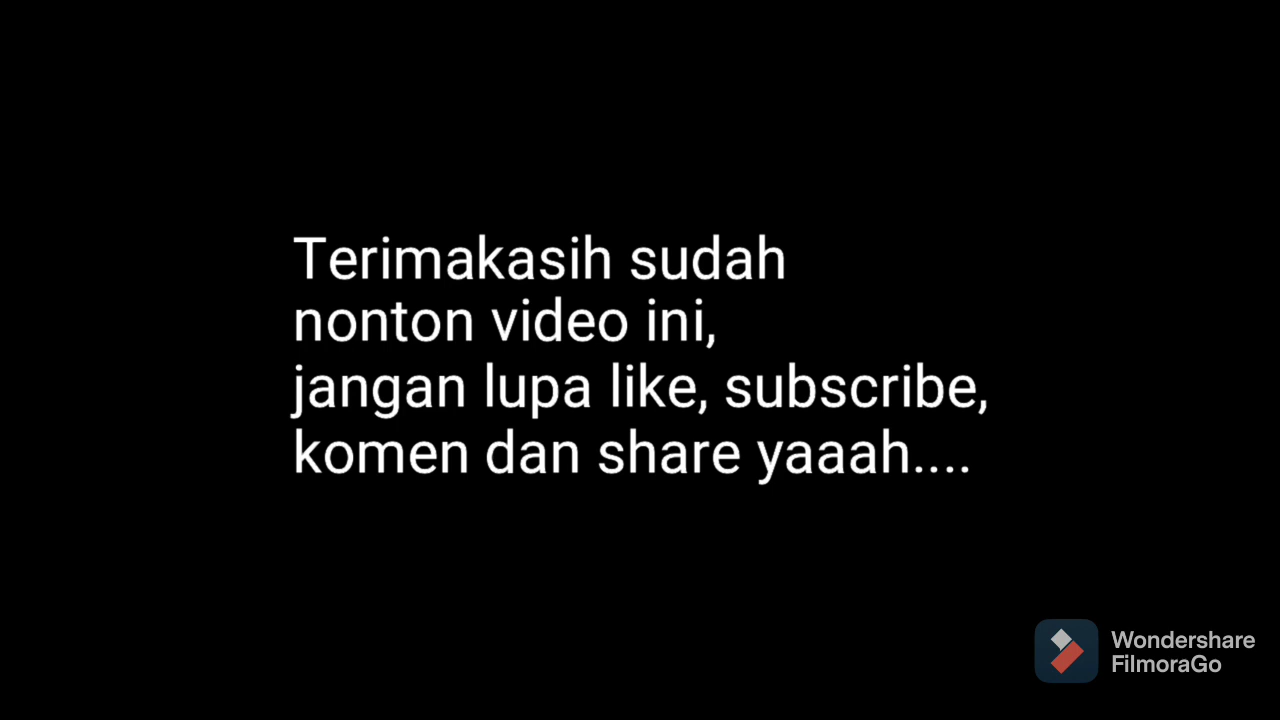 Terimakasih sudah
nonton video ini,
jangan lupa like, subscribe,
komen dan share yaaah....
Wondershare
FilmoraGo